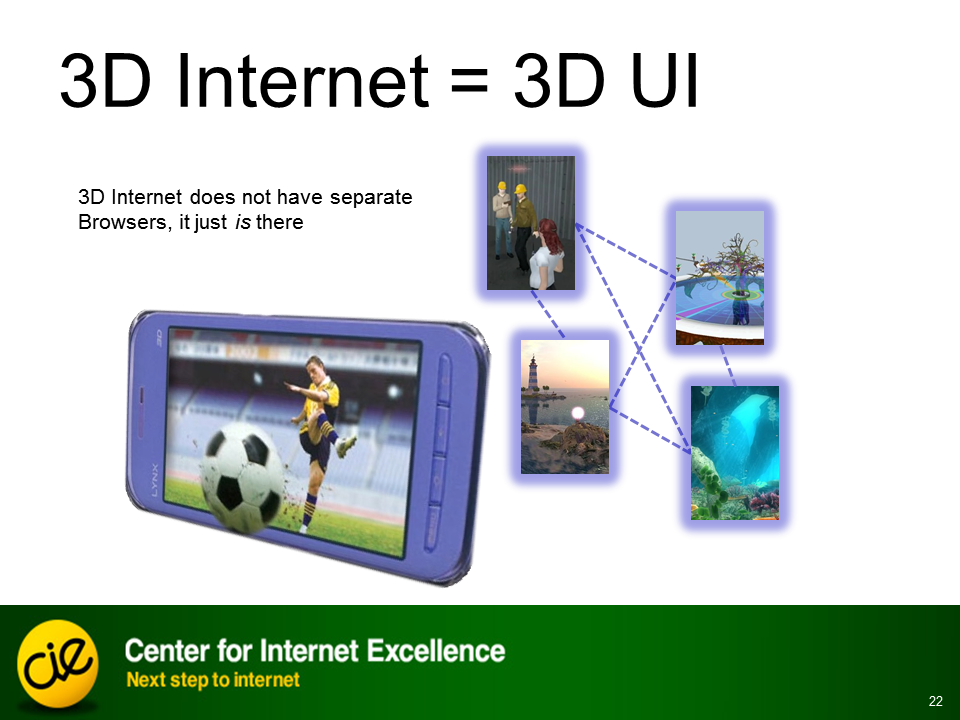 3D Internet = 3D UI
3D Internet does not have separate
Browsers, it just is there
3D
LYNX
cie
Center for Internet Excellence
Next step to internet
22